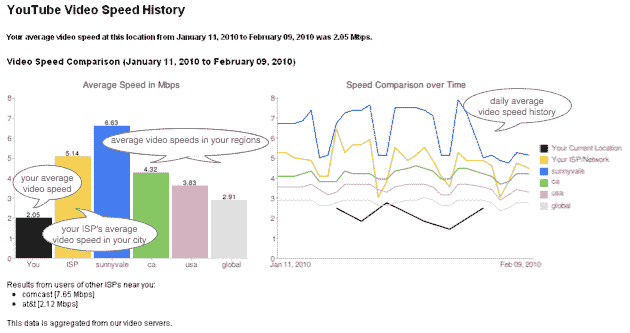 YouTube Video Speed History
Your average video speed at this location from January 11, 2010 to February 09, 2010 was 2.05 Mbps.
Video Speed Comparison (January 11, 2010 to February 09, 2010)
Average Speed in Mbps
8
7
6
5
4
3
2
1
0
2.05
5.14
6.63
4.32
3.63
2.91
your average
video speed
your ISP's average
video speed in your city
average video speeds in your regions
You
ISP
sunnyvale
ca
usa
global
Speed Comparison over Time
8
7
6
5
4
3
2
1
0
daily average
video speed history
Jan 11, 2010
Feb 09, 2010
Your Current Location
Your ISP/Network
sunnyvale
ca
usa
global
Results from users of other ISPs near you:
• comcast [7.65 Mbps]
• at&t [2.12 Mbps]
This data is aggregated from our video servers.